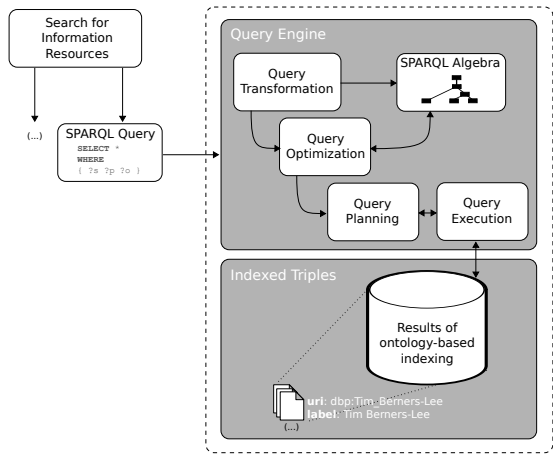 Search for
Information
Resources
(...)
SPARQL Query
SELECT *
WHERE
{ ?s ?p ?o }
Query Engine
Query
Transformation
SPARQL Algebra
Query
Optimization
Query
Planning
Query
Execution
Indexed Triples
Results of
ontology-based
indexing
uri: dbp:Tim_Berners-Lee
label: Tim Berners-Lee
(...)